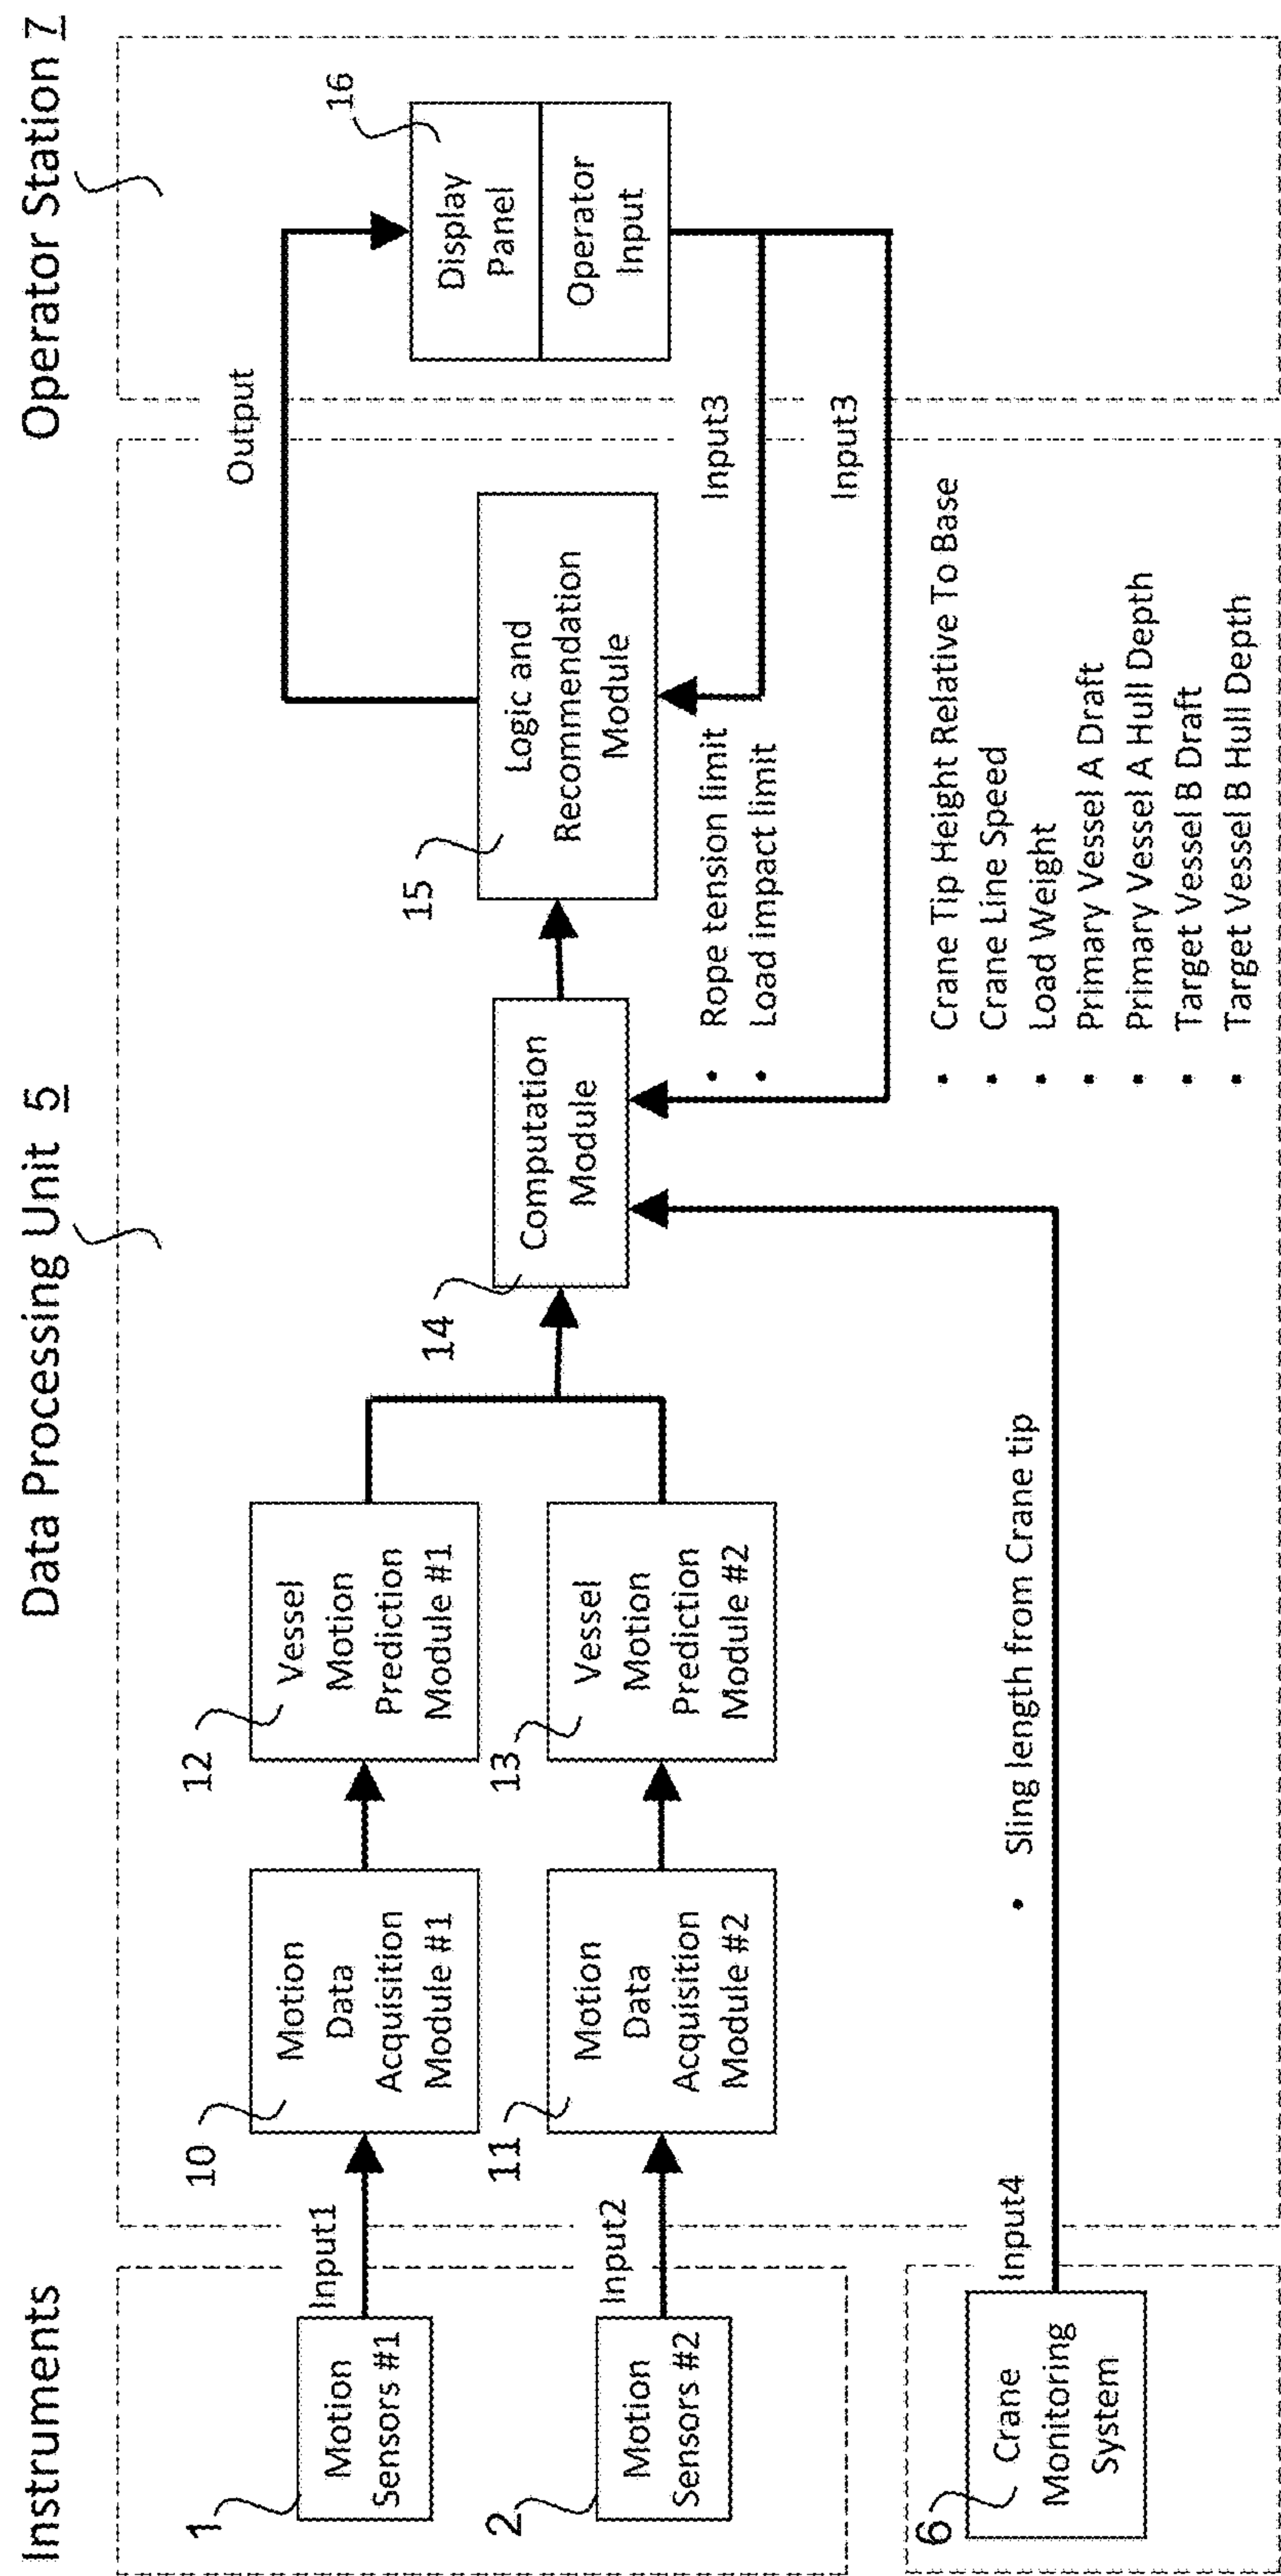 Instruments
Data Processing Unit 5
Operator Station 7
1
Motion
Sensors #1
Input1
10
Motion
Data
Acquisition
Module #1
12
Vessel
Motion
Prediction
Module #1
2
Motion
Sensors #2
Input2
11
Motion
Data
Acquisition
Module #2
13
Vessel
Motion
Prediction
Module #2
14
Computation
Module
15
Logic and
Recommendation
Module
Output
16
Display
Panel
Operator
Input
Input3
• Rope tension limit
• Load impact limit
Input3
6
Crane
Monitoring
System
Input4
• Sling length from Crane tip
• Crane Tip Height Relative To Base
• Crane Line Speed
• Load Weight
• Primary Vessel A Draft
• Primary Vessel A Hull Depth
• Target Vessel B Draft
• Target Vessel B Hull Depth